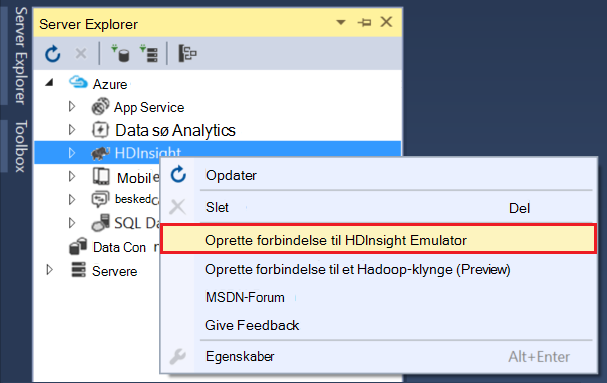 Server Explorer
Toolbox
Server Explorer
Azure
App Service
Data sø Analytics
HDInsight
Mobile
besked
SQL Da
Data Con
Servere
Opdater
Slet Del
Oprette forbindelse til HDInsight Emulator
Oprette forbindelse til et Hadoop-klynge (Preview)
MSDN-Forum
Give Feedback
Egenskaber Alt+Enter